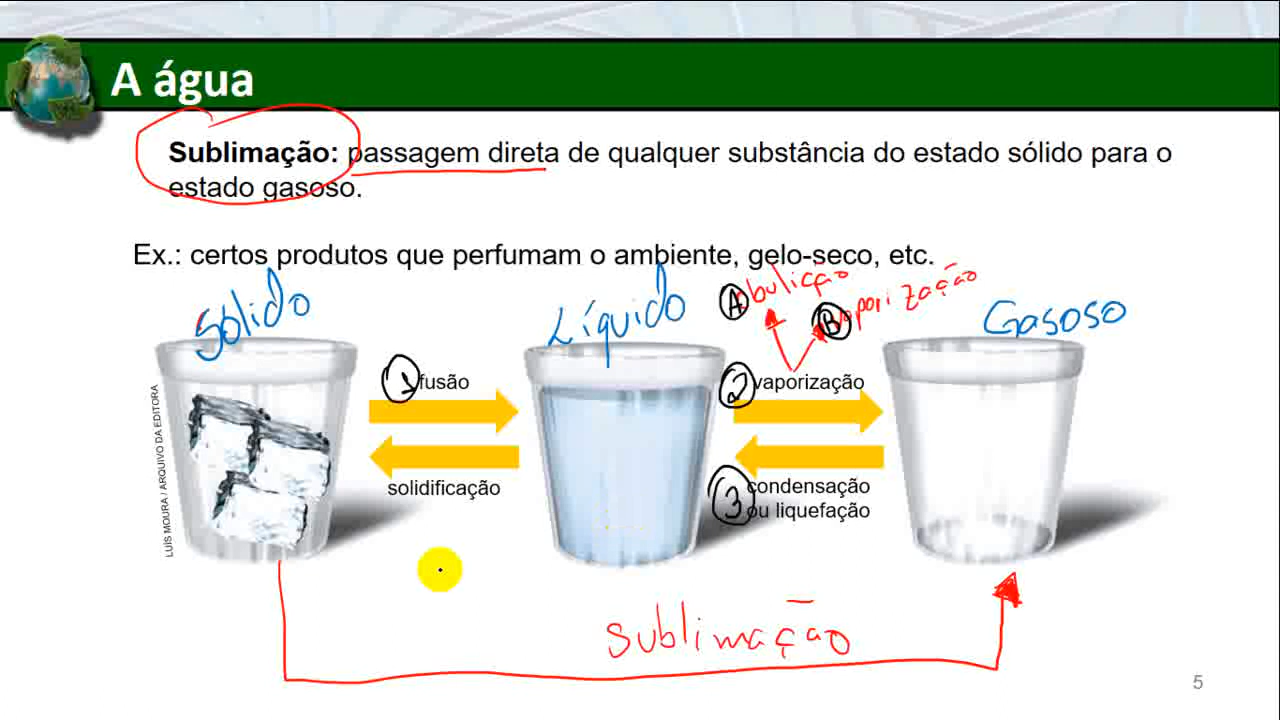 A água
Sublimação: passagem direta de qualquer substância do estado sólido para o
estado gasoso.
Ex.: certos produtos que perfumam o ambiente, gelo-seco, etc.
Sólido
Líquido
A ebulição
B vaporização
Gasoso
1 fusão
2 vaporização
solidificação
3 condensação
ou liquefação
LUÍS MOURA / ARQUIVO DA EDITORA
Sublimação
5